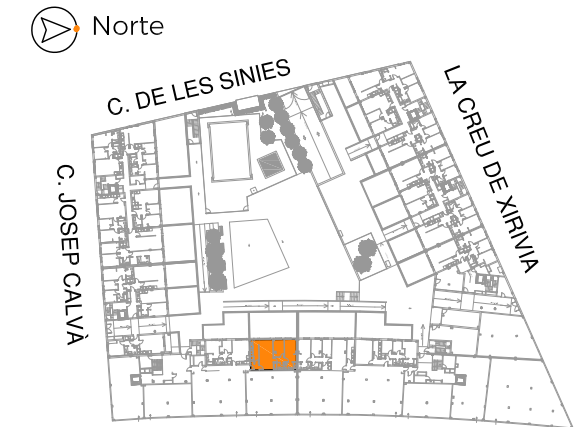 Norte
C. DE LES SINIES
LA CREU DE XIRIVIA
C. JOSEP CALVÀ